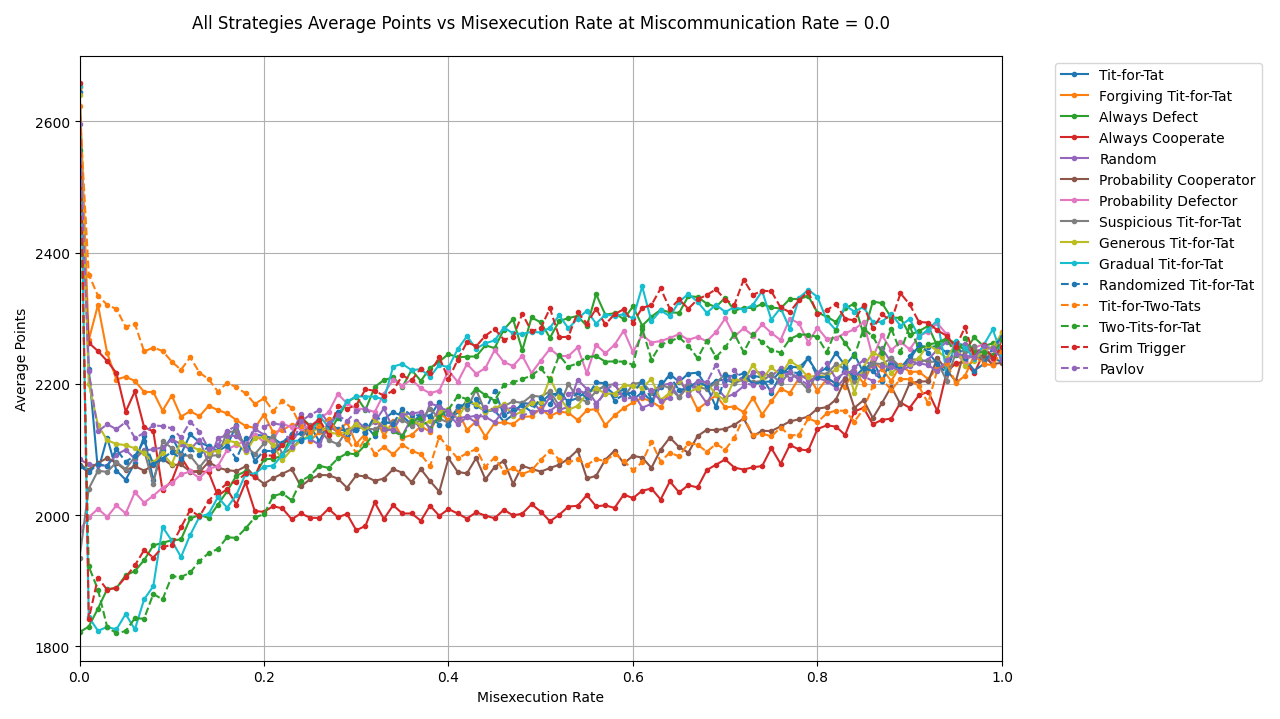 All Strategies Average Points vs Misexecution Rate at Miscommunication Rate = 0.0
Average Points
2600
2400
2200
2000
1800
0.0
0.2
0.4
0.6
0.8
1.0
Misexecution Rate
Tit-for-Tat
Forgiving Tit-for-Tat
Always Defect
Always Cooperate
Random
Probability Cooperator
Probability Defector
Suspicious Tit-for-Tat
Generous Tit-for-Tat
Gradual Tit-for-Tat
Randomized Tit-for-Tat
Tit-for-Two-Tats
Two-Tits-for-Tat
Grim Trigger
Pavlov